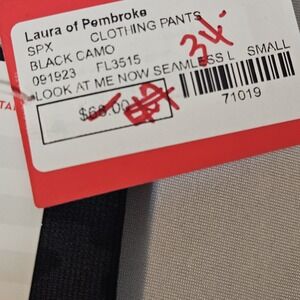 Laura of Pembroke
SPX CLOTHING PANTS
BLACK CAMO
091923 FL3515
LOOK AT ME NOW SEAMLESS L SMALL
$68.00
34.-
71019